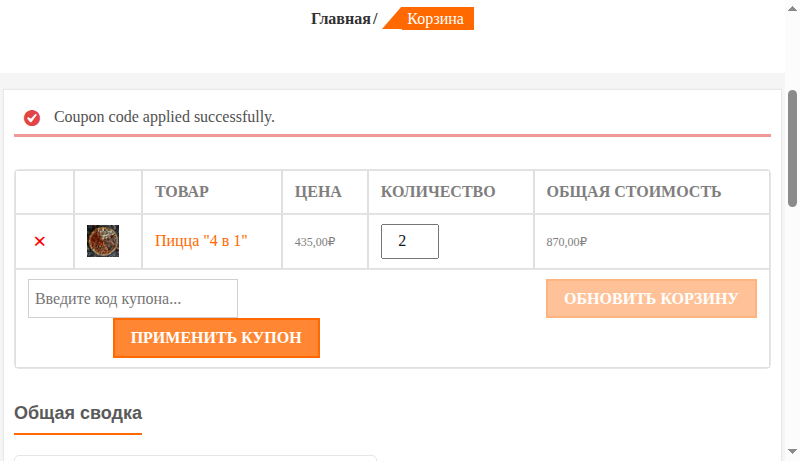 Главная/ Корзина
Coupon code applied successfully.
ТОВАР ЦЕНА КОЛИЧЕСТВО ОБЩАЯ СТОИМОСТЬ
× Пицца "4 в 1" 435,00₽ 2 870,00₽
Введите код купона... ОБНОВИТЬ КОРЗИНУ
ПРИМЕНИТЬ КУПОН
Общая сводка